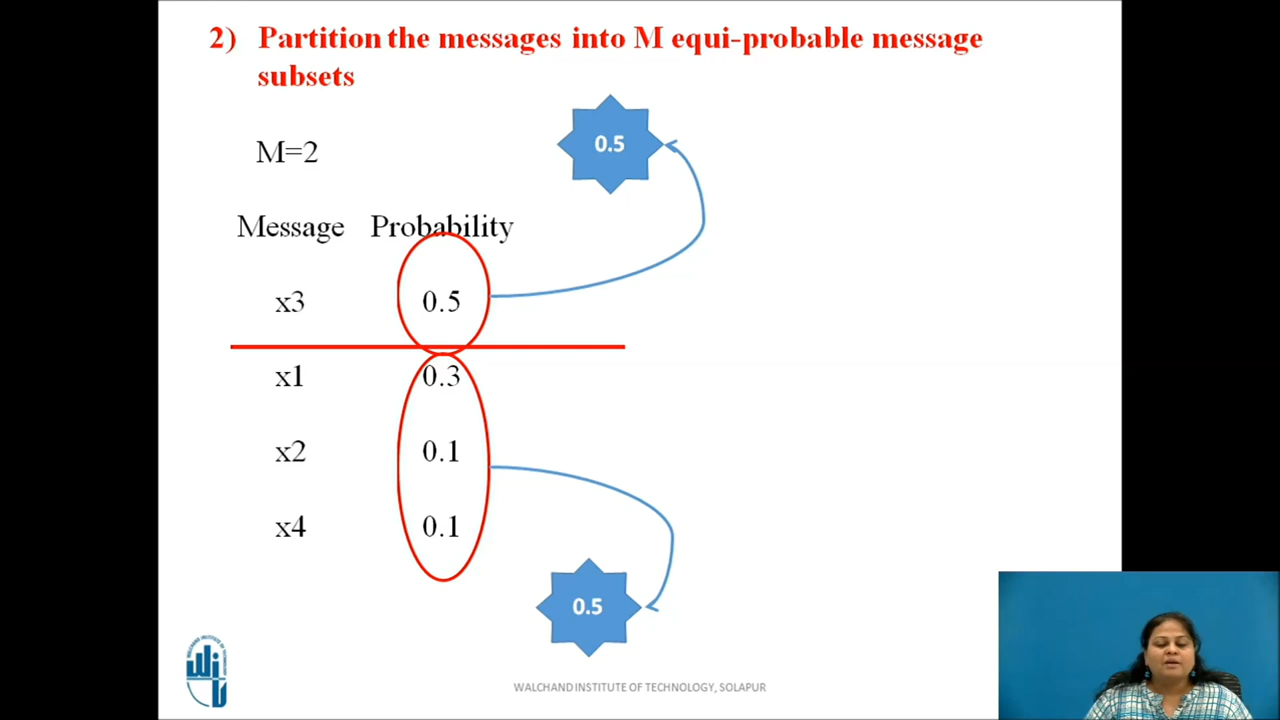 2) Partition the messages into M equi-probable message
subsets
0.5
M=2
Message Probability
x3 0.5
x1 0.3
x2 0.1
x4 0.1
0.5
WALCHAND INSTITUTE OF TECHNOLOGY, SOLAPUR